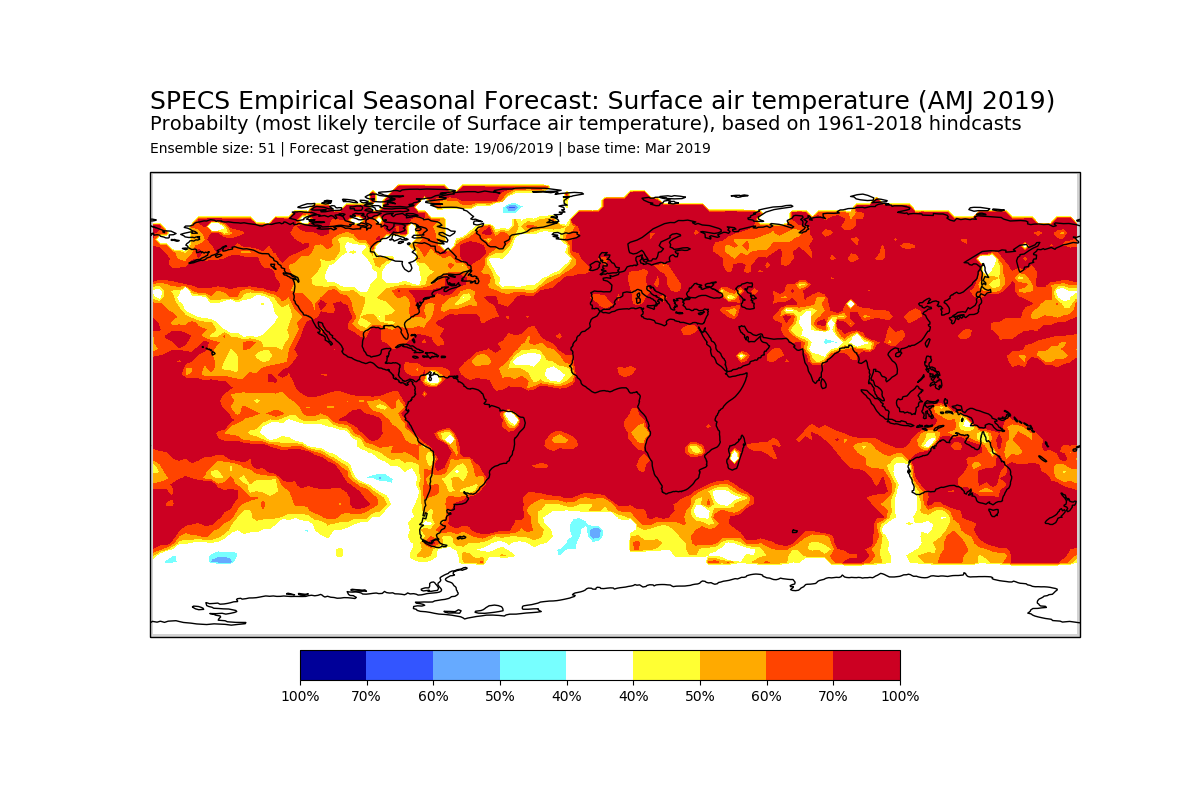 SPECS Empirical Seasonal Forecast: Surface air temperature (AMJ 2019)
Probabilty (most likely tercile of Surface air temperature), based on 1961-2018 hindcasts
Ensemble size: 51 | Forecast generation date: 19/06/2019 | base time: Mar 2019
100% 70% 60% 50% 40% 40% 50% 60% 70% 100%